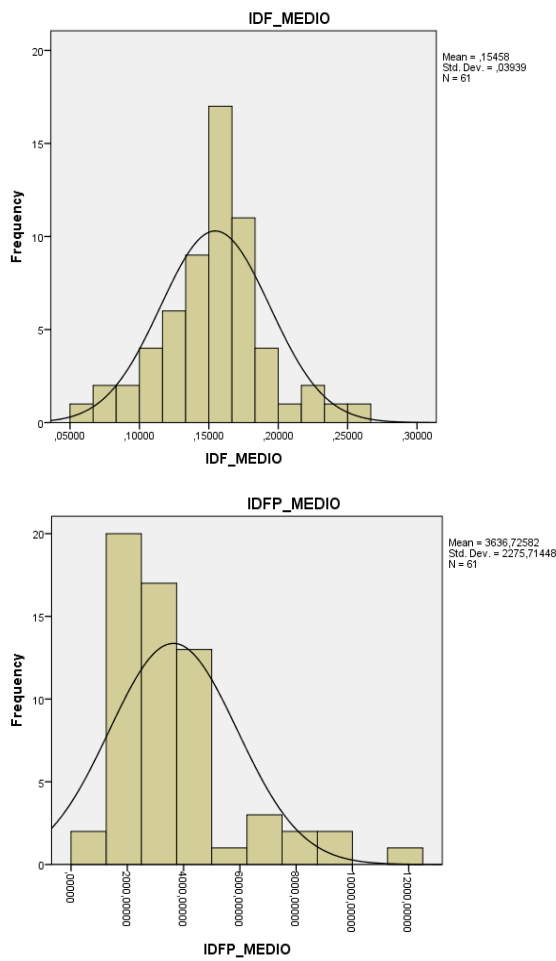 IDF_MEDIO
Mean = ,15458
Std. Dev. = ,03939
N = 61
20
15
10
5
0
Frequency
,05000 ,10000 ,15000 ,20000 ,25000 ,30000
IDF_MEDIO
IDFP_MEDIO
Mean = 3636,72582
Std. Dev. = 2275,71448
N = 61
20
15
10
5
0
Frequency
,00000 2000,00000 4000,00000 6000,00000 8000,00000 10000,00000 12000,00000
IDFP_MEDIO